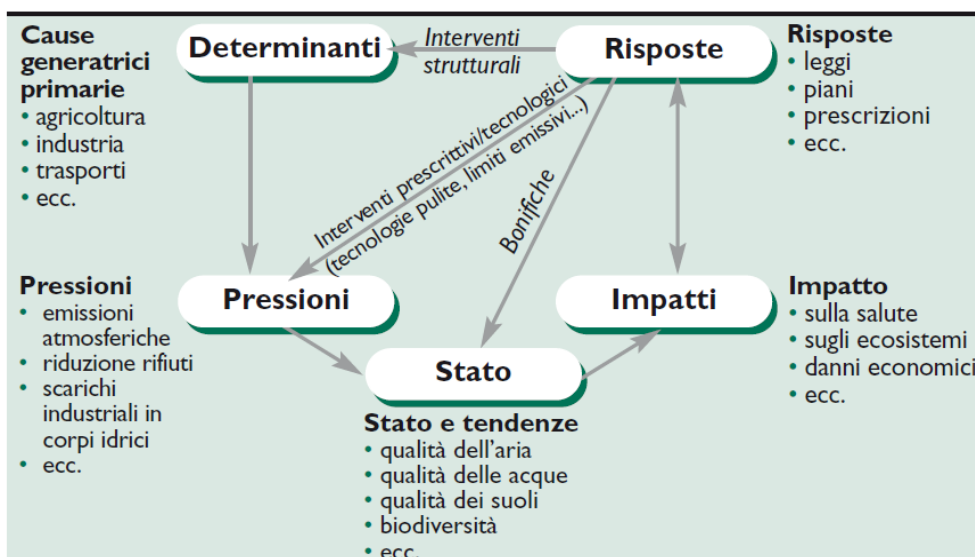 Cause
generatrici
primarie
• agricoltura
• industria
• trasporti
• ecc.
Determinanti
Interventi
strutturali
Risposte
Risposte
• leggi
• piani
• prescrizioni
• ecc.
Interventi prescrittivi/tecnologici
(tecnologie pulite, limiti emissivi...)
Bonifiche
Pressioni
• emissioni
atmosferiche
• riduzione rifiuti
• scarichi
industriali in
corpi idrici
• ecc.
Pressioni
Impatti
Impatto
• sulla salute
• sugli ecosistemi
• danni economici
• ecc.
Stato
Stato e tendenze
• qualità dell'aria
• qualità delle acque
• qualità dei suoli
• biodiversità
• ecc.